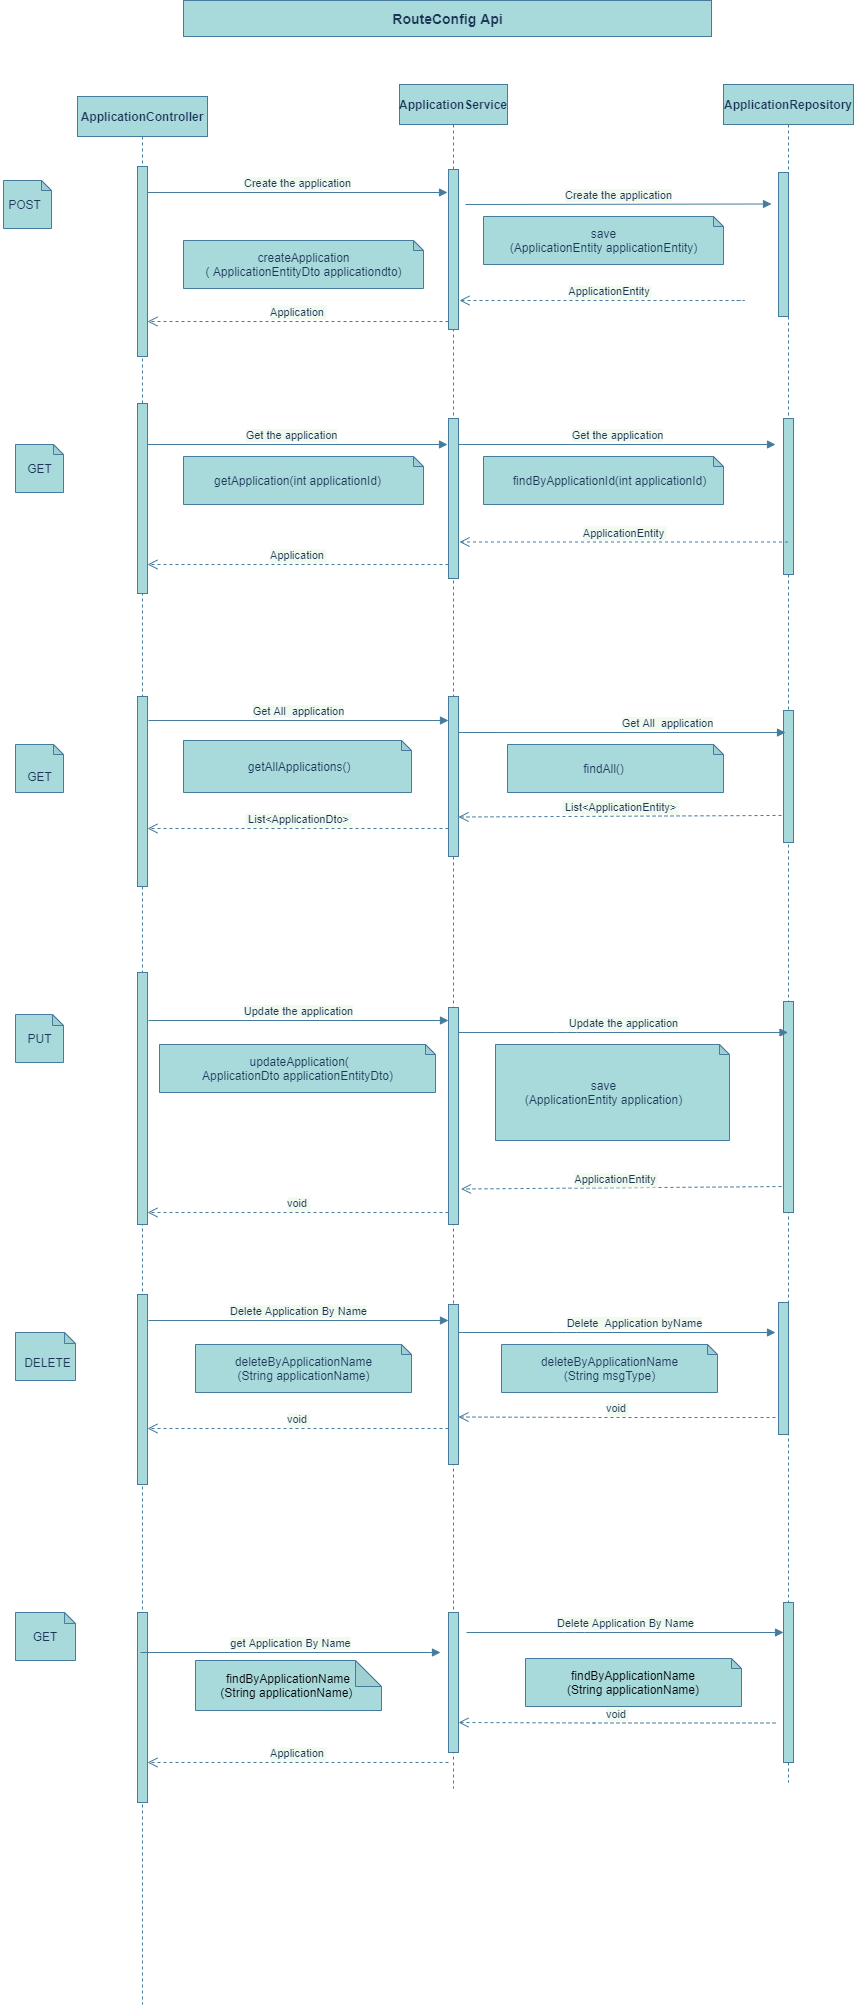 RouteConfig Api
ApplicationController
ApplicationService
ApplicationRepository
POST
Create the application
Create the application
createApplication
( ApplicationEntityDto applicationdto)
save
(ApplicationEntity applicationEntity)
ApplicationEntity
Application
GET
Get the application
Get the application
getApplication(int applicationId)
findByApplicationId(int applicationId)
ApplicationEntity
Application
GET
Get All  application
Get All  application
getAllApplications()
findAll()
List<ApplicationEntity>
List<ApplicationDto>
PUT
Update the application
Update the application
updateApplication(
ApplicationDto applicationEntityDto)
save
(ApplicationEntity application)
ApplicationEntity
void
DELETE
Delete Application By Name
Delete  Application byName
deleteByApplicationName
(String applicationName)
deleteByApplicationName
(String msgType)
void
void
GET
get Application By Name
Delete Application By Name
findByApplicationName
(String applicationName)
findByApplicationName
(String applicationName)
void
Application